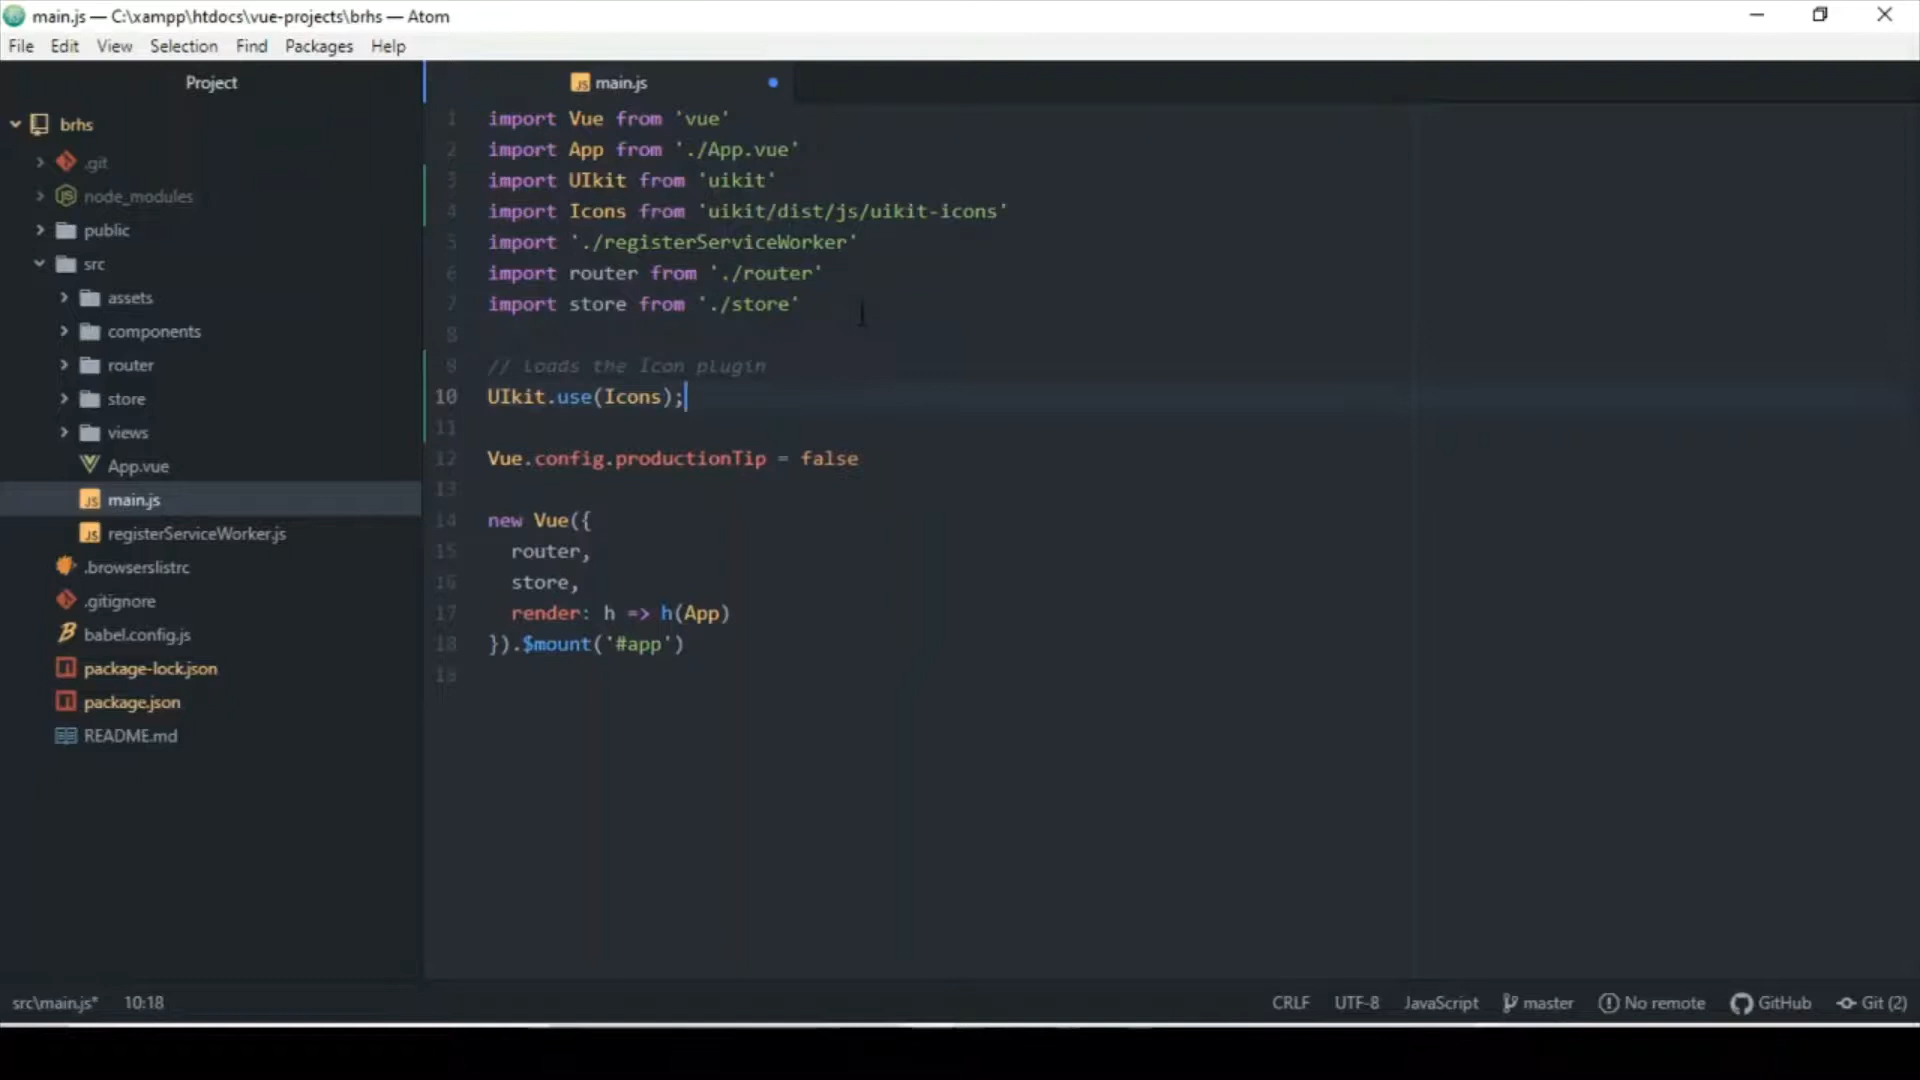 main.js — C:\xampp\htdocs\vue-projects\brhs — Atom
File Edit View Selection Find Packages Help
Project
brhs
.git
node_modules
public
src
assets
components
router
store
views
App.vue
main.js
registerServiceWorker.js
.browserslistrc
.gitignore
babel.config.js
package-lock.json
package.json
README.md
main.js
1 import Vue from 'vue'
2 import App from './App.vue'
3 import UIkit from 'uikit'
4 import Icons from 'uikit/dist/js/uikit-icons'
5 import './registerServiceWorker'
6 import router from './router'
7 import store from './store'
8
9 // loads the Icon plugin
10 UIkit.use(Icons);
11
12 Vue.config.productionTip = false
13
14 new Vue({
15 router,
16 store,
17 render: h => h(App)
18 }).$mount('#app')
19
src\main.js* 10:18 CRLF UTF-8 JavaScript master No remote GitHub Git (2)